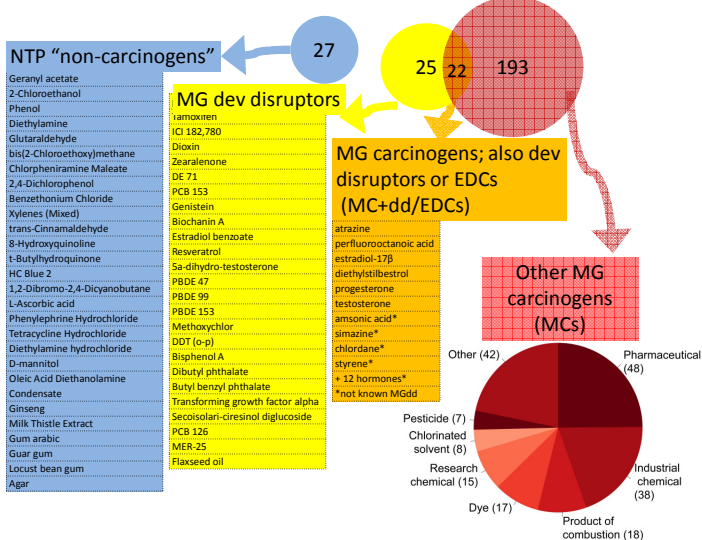 NTP “non-carcinogens”
27
25
22
193
Geranyl acetate
2-Chloroethanol
Phenol
Diethylamine
Glutaraldehyde
bis(2-Chloroethoxy)methane
Chlorpheniramine Maleate
2,4-Dichlorophenol
Benzethonium Chloride
Xylenes (Mixed)
trans-Cinnamaldehyde
8-Hydroxyquinoline
t-Butylhydroquinone
HC Blue 2
1,2-Dibromo-2,4-Dicyanobutane
L-Ascorbic acid
Phenylephrine Hydrochloride
Tetracycline Hydrochloride
Diethylamine hydrochloride
D-mannitol
Oleic Acid Diethanolamine
Condensate
Ginseng
Milk Thistle Extract
Gum arabic
Guar gum
Locust bean gum
Agar
MG dev disruptors
Tamoxifen
ICI 182,780
Dioxin
Zearalenone
DE 71
PCB 153
Genistein
Biochanin A
Estradiol benzoate
Resveratrol
5a-dihydro-testosterone
PBDE 47
PBDE 99
PBDE 153
Methoxychlor
DDT (o-p)
Bisphenol A
Dibutyl phthalate
Butyl benzyl phthalate
Transforming growth factor alpha
Secoisolari-ciresinol diglucoside
PCB 126
MER-25
Flaxseed oil
MG carcinogens; also dev
disruptors or EDCs
(MC+dd/EDCs)
atrazine
perfluorooctanoic acid
estradiol-17β
diethylstilbestrol
progesterone
testosterone
amsonic acid*
simazine*
chlordane*
styrene*
+ 12 hormones*
*not known MGdd
Other MG
carcinogens
(MCs)
Other (42)
Pharmaceutical
(48)
Pesticide (7)
Chlorinated
solvent (8)
Research
chemical (15)
Dye (17)
Product of
combustion (18)
Industrial
chemical
(38)